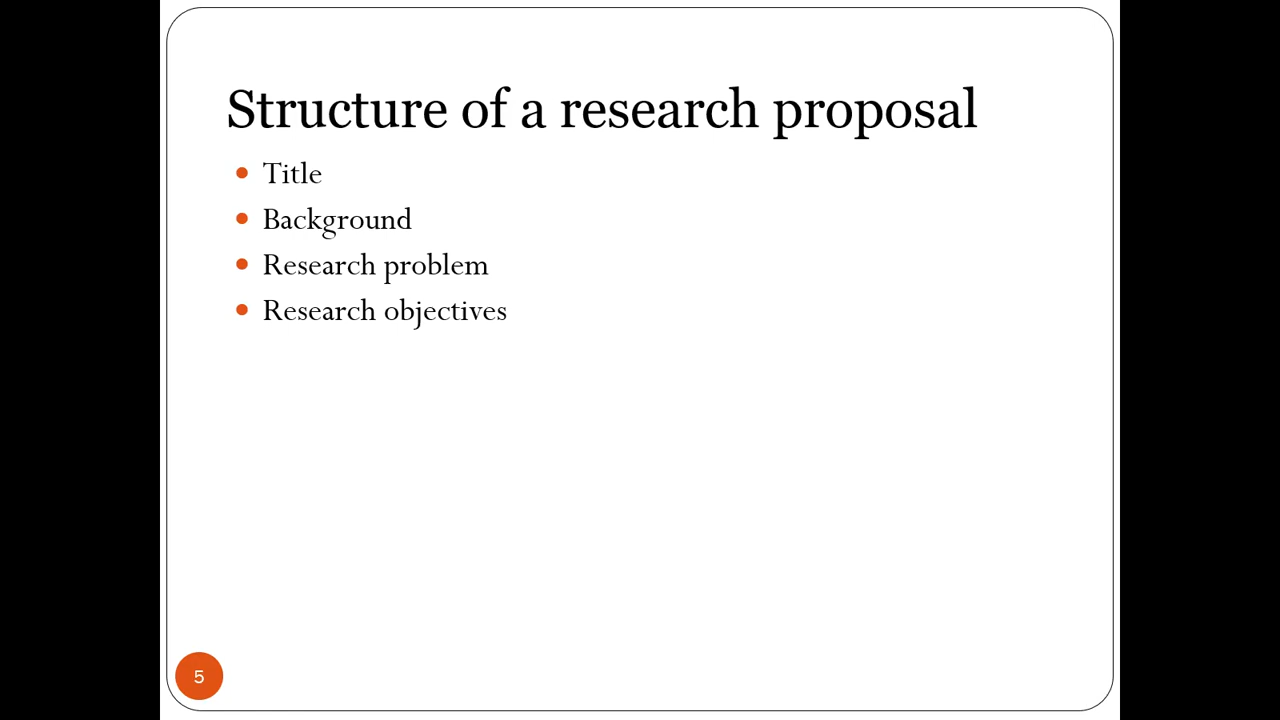 Structure of a research proposal
Title
Background
Research problem
Research objectives
5